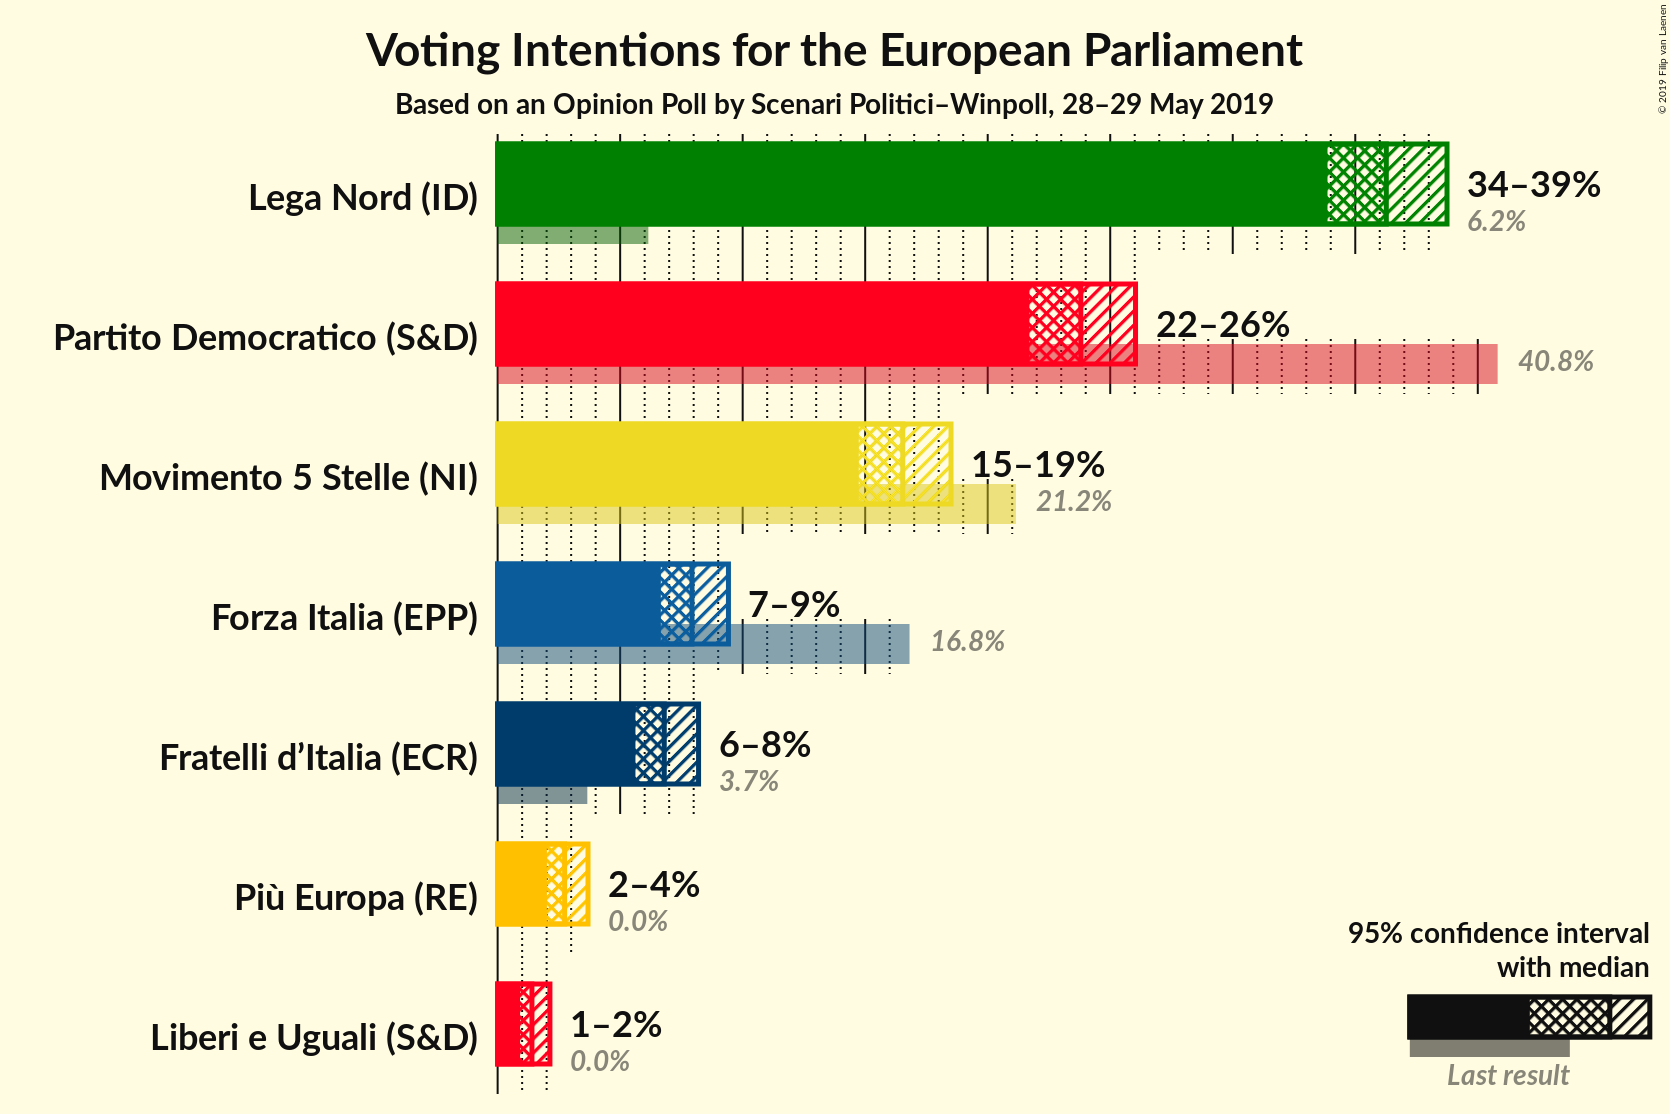 Voting Intentions for the European Parliament
Based on an Opinion Poll by Scenari Politici–Winpoll, 28–29 May 2019
© 2019 Filip van Laenen
Lega Nord (ID)
34–39%
6.2%
Partito Democratico (S&D)
22–26%
40.8%
Movimento 5 Stelle (NI)
15–19%
21.2%
Forza Italia (EPP)
7–9%
16.8%
Fratelli d’Italia (ECR)
6–8%
3.7%
Più Europa (RE)
2–4%
0.0%
Liberi e Uguali (S&D)
1–2%
0.0%
95% confidence interval
with median
Last result